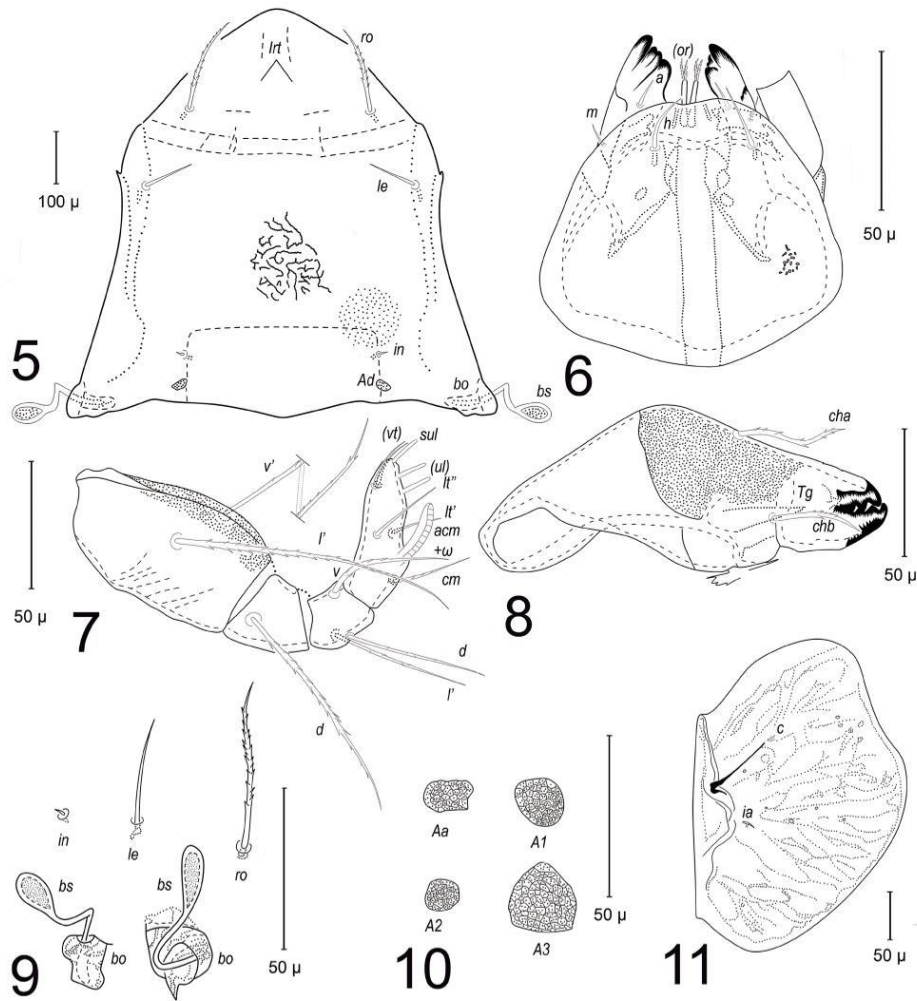 ro
lrt
le
100 µ
in
Ad
bo
bs
5
(or)
a
m
h
50 µ
6
(vt)
sul
(ul)
lt"
lt'
acm
+ω
cm
v'
l'
v
d
l'
d
50 µ
7
cha
Tg
chb
50 µ
8
in
le
ro
bs
bo
bs
bo
50 µ
9
Aa
A1
A2
A3
50 µ
10
c
ia
50 µ
11